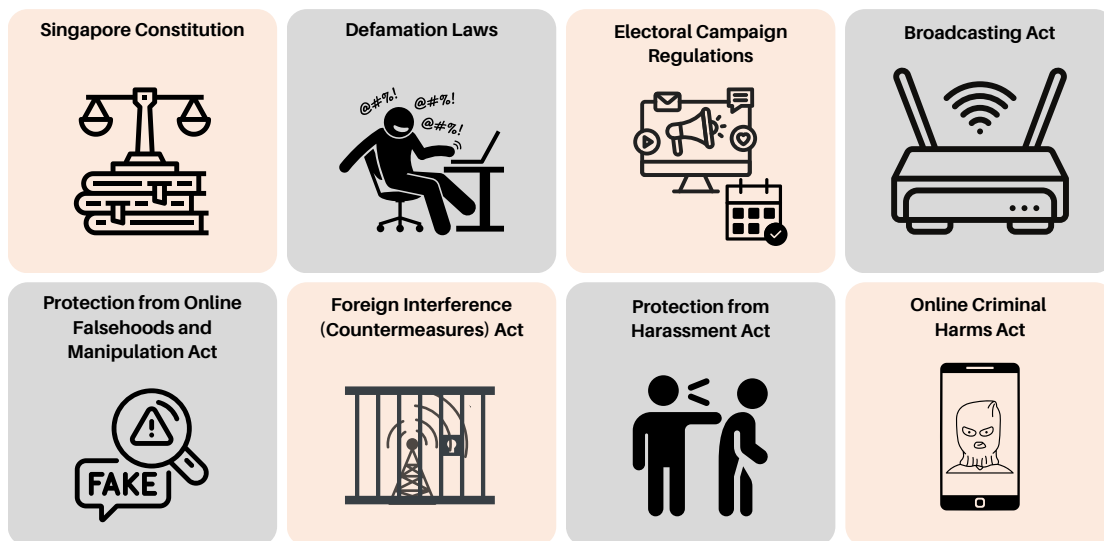 Singapore Constitution
Defamation Laws
@#%!
@#%!
@#%!
Electoral Campaign
Regulations
Broadcasting Act
Protection from Online
Falsehoods and
Manipulation Act
FAKE
Foreign Interference
(Countermeasures) Act
Protection from
Harassment Act
Online Criminal
Harms Act